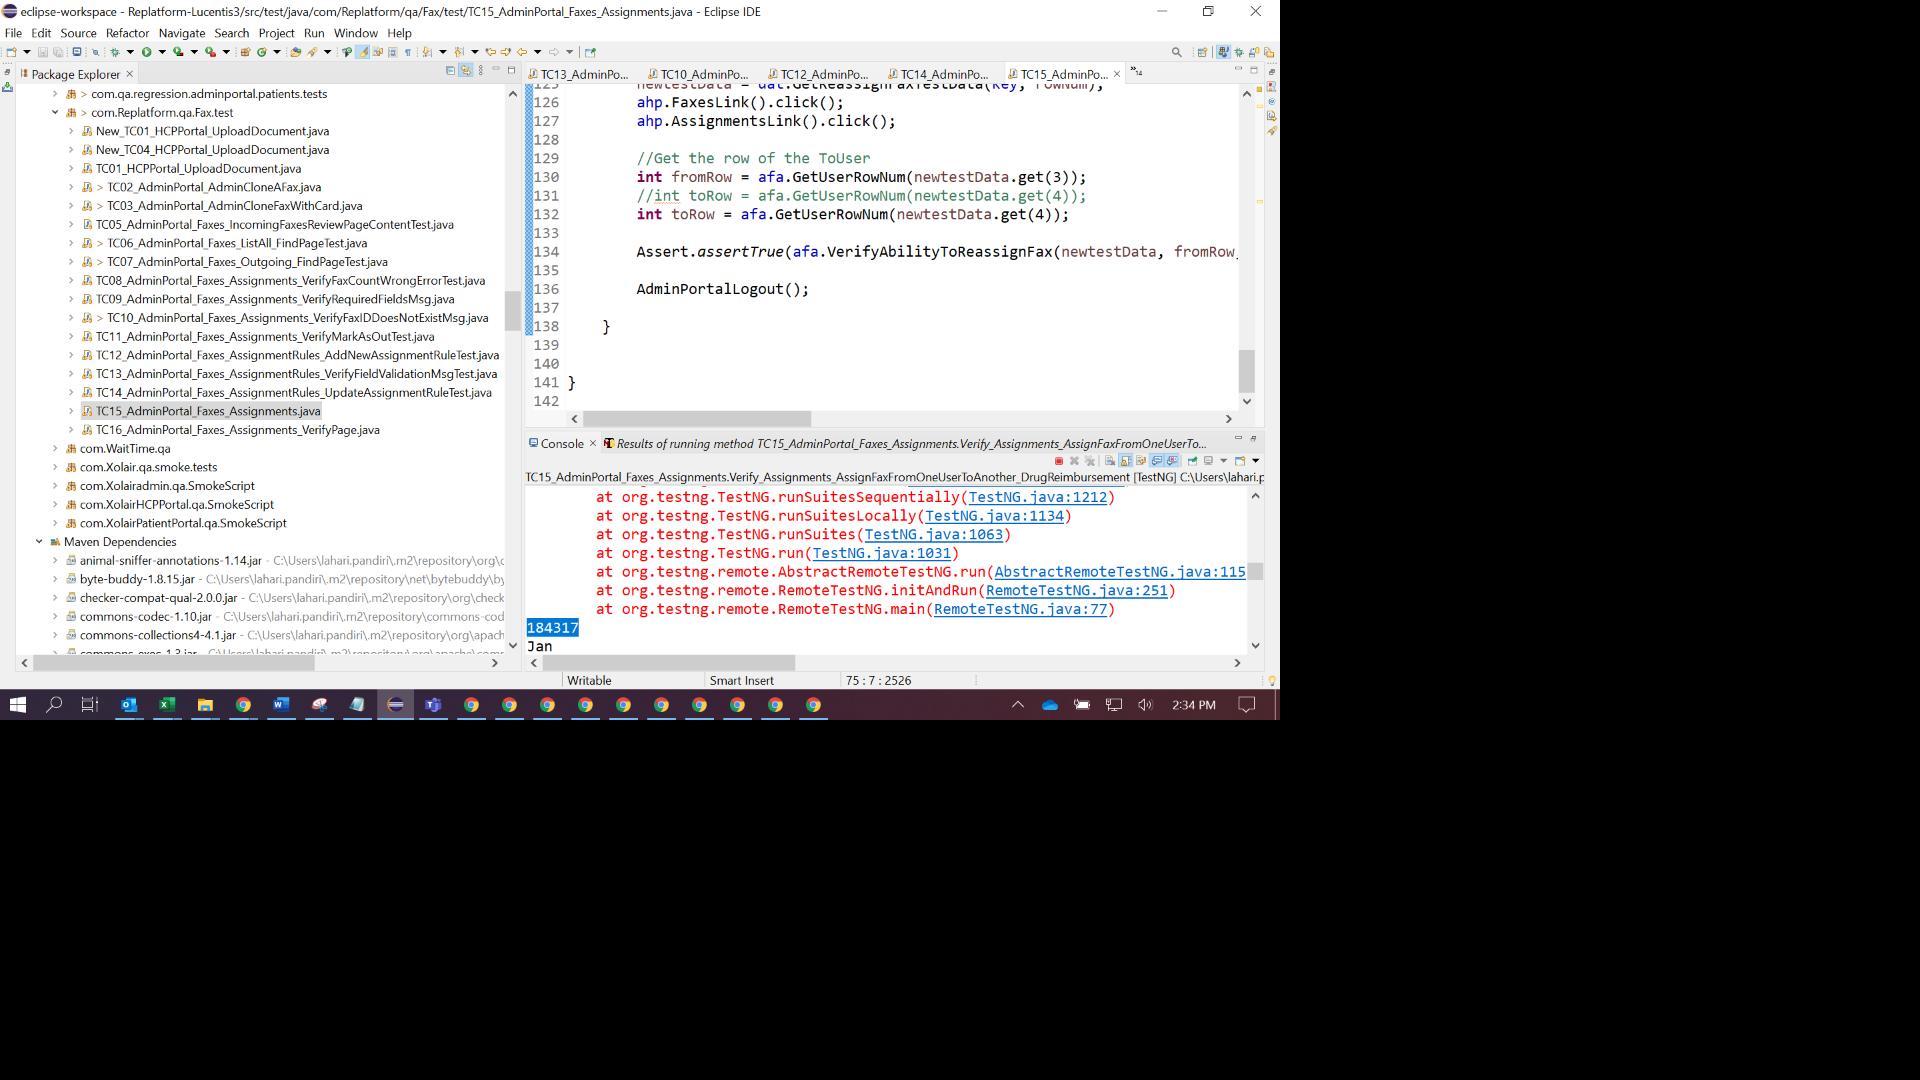 eclipse-workspace - Replatform-Lucentis3/src/test/java/com/Replatform/qa/Fax/test/TC15_AdminPortal_Faxes_Assignments.java - Eclipse IDE
File Edit Source Refactor Navigate Search Project Run Window Help
Package Explorer
> com.qa.regression.adminportal.patients.tests
> com.Replatform.qa.Fax.test
New_TC01_HCPPortal_UploadDocument.java
New_TC04_HCPPortal_UploadDocument.java
TC01_HCPPortal_UploadDocument.java
> TC02_AdminPortal_AdminCloneAFax.java
> TC03_AdminPortal_AdminCloneFaxWithCard.java
TC05_AdminPortal_Faxes_IncomingFaxesReviewPageContentTest.java
> TC06_AdminPortal_Faxes_ListAll_FindPageTest.java
> TC07_AdminPortal_Faxes_Outgoing_FindPageTest.java
TC08_AdminPortal_Faxes_Assignments_VerifyFaxCountWrongErrorTest.java
TC09_AdminPortal_Faxes_Assignments_VerifyRequiredFieldsMsg.java
> TC10_AdminPortal_Faxes_Assignments_VerifyFaxIDDoesNotExistMsg.java
TC11_AdminPortal_Faxes_Assignments_VerifyMarkAsOutTest.java
TC12_AdminPortal_Faxes_AssignmentRules_AddNewAssignmentRuleTest.java
TC13_AdminPortal_Faxes_AssignmentRules_VerifyFieldValidationMsgTest.java
TC14_AdminPortal_Faxes_AssignmentRules_UpdateAssignmentRuleTest.java
TC15_AdminPortal_Faxes_Assignments.java
TC16_AdminPortal_Faxes_Assignments_VerifyPage.java
com.WaitTime.qa
com.Xolair.qa.smoke.tests
com.Xolairadmin.qa.SmokeScript
com.XolairHCPPortal.qa.SmokeScript
com.XolairPatientPortal.qa.SmokeScript
Maven Dependencies
animal-sniffer-annotations-1.14.jar - C:\Users\lahari.pandiri\.m2\repository\org\c
byte-buddy-1.8.15.jar - C:\Users\lahari.pandiri\.m2\repository\net\bytebuddy\by
checker-compat-qual-2.0.0.jar - C:\Users\lahari.pandiri\.m2\repository\org\check
commons-codec-1.10.jar - C:\Users\lahari.pandiri\.m2\repository\commons-cod
commons-collections4-4.1.jar - C:\Users\lahari.pandiri\.m2\repository\org\apach
TC13_AdminPo... TC10_AdminPo... TC12_AdminPo... TC14_AdminPo... TC15_AdminPo... »14
125 newtestData = dat.GetReassignFaxTestData(key, rowNum);
126 ahp.FaxesLink().click();
127 ahp.AssignmentsLink().click();
128
129 //Get the row of the ToUser
130 int fromRow = afa.GetUserRowNum(newtestData.get(3));
131 //int toRow = afa.GetUserRowNum(newtestData.get(4));
132 int toRow = afa.GetUserRowNum(newtestData.get(4));
133
134 Assert.assertTrue(afa.VerifyAbilityToReassignFax(newtestData, fromRow,
135
136 AdminPortalLogout();
137
138 }
139
140
141 }
142
Console Results of running method TC15_AdminPortal_Faxes_Assignments.Verify_Assignments_AssignFaxFromOneUserTo...
TC15_AdminPortal_Faxes_Assignments.Verify_Assignments_AssignFaxFromOneUserToAnother_DrugReimbursement [TestNG] C:\Users\lahari.p
at org.testng.TestNG.runSuitesSequentially(TestNG.java:1212)
at org.testng.TestNG.runSuitesLocally(TestNG.java:1134)
at org.testng.TestNG.runSuites(TestNG.java:1063)
at org.testng.TestNG.run(TestNG.java:1031)
at org.testng.remote.AbstractRemoteTestNG.run(AbstractRemoteTestNG.java:115
at org.testng.remote.RemoteTestNG.initAndRun(RemoteTestNG.java:251)
at org.testng.remote.RemoteTestNG.main(RemoteTestNG.java:77)
184317
Jan
Writable Smart Insert 75 : 7 : 2526
2:34 PM